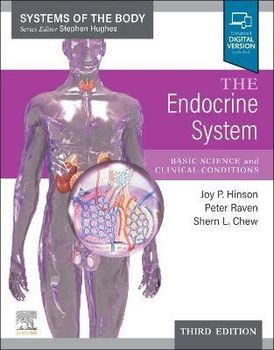 SYSTEMS OF THE BODY
Series Editor Stephen Hughes
Enhanced
DIGITAL
VERSION
Included
THE
Endocrine
System
BASIC SCIENCE and
CLINICAL CONDITIONS
Joy P. Hinson
Peter Raven
Shern L. Chew
THIRD EDITION
ELSEVIER